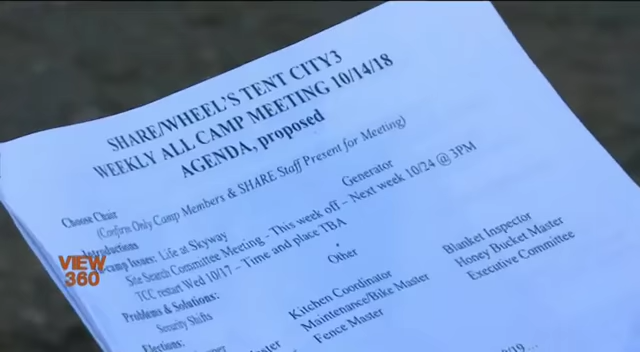 SHARE/WHEEL'S TENT CITY3
WEEKLY ALL CAMP MEETING 10/14/18
AGENDA, proposed
Choose Chair
(Confirm Only Camp Members & SHARE Staff Present for Meeting)
Introductions
Camp Issues: Life at Skyway Generator
Site Search Committee Meeting - This week off – Next week 10/24 @ 3PM
TCC restart Wed 10/17 – Time and place TBA
Problems & Solutions: Other
Security Shifts
Elections:
Kitchen Coordinator Blanket Inspector
Maintenance/Bike Master Honey Bucket Master
Fence Master Executive Committee
VIEW
360